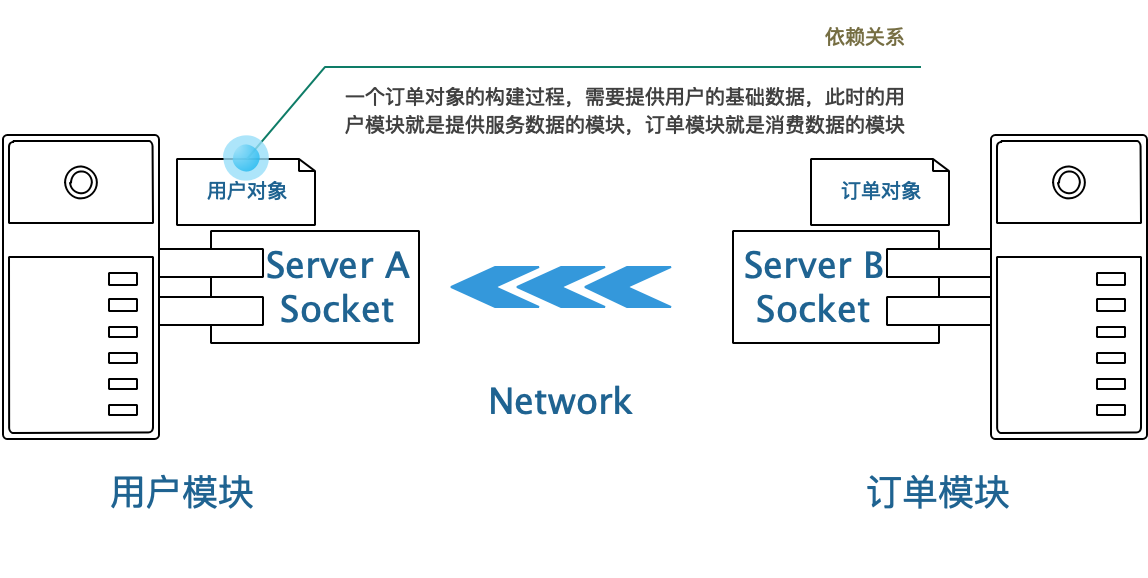 依赖关系
一个订单对象的构建过程，需要提供用户的基础数据，此时的用
户模块就是提供服务数据的模块，订单模块就是消费数据的模块
用户对象
订单对象
Server A
Socket
Server B
Socket
Network
用户模块
订单模块